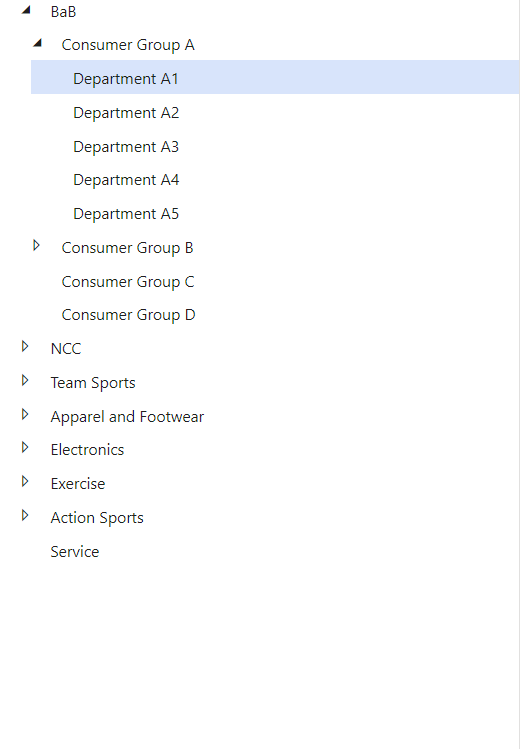 BaB
Consumer Group A
Department A1
Department A2
Department A3
Department A4
Department A5
Consumer Group B
Consumer Group C
Consumer Group D
NCC
Team Sports
Apparel and Footwear
Electronics
Exercise
Action Sports
Service